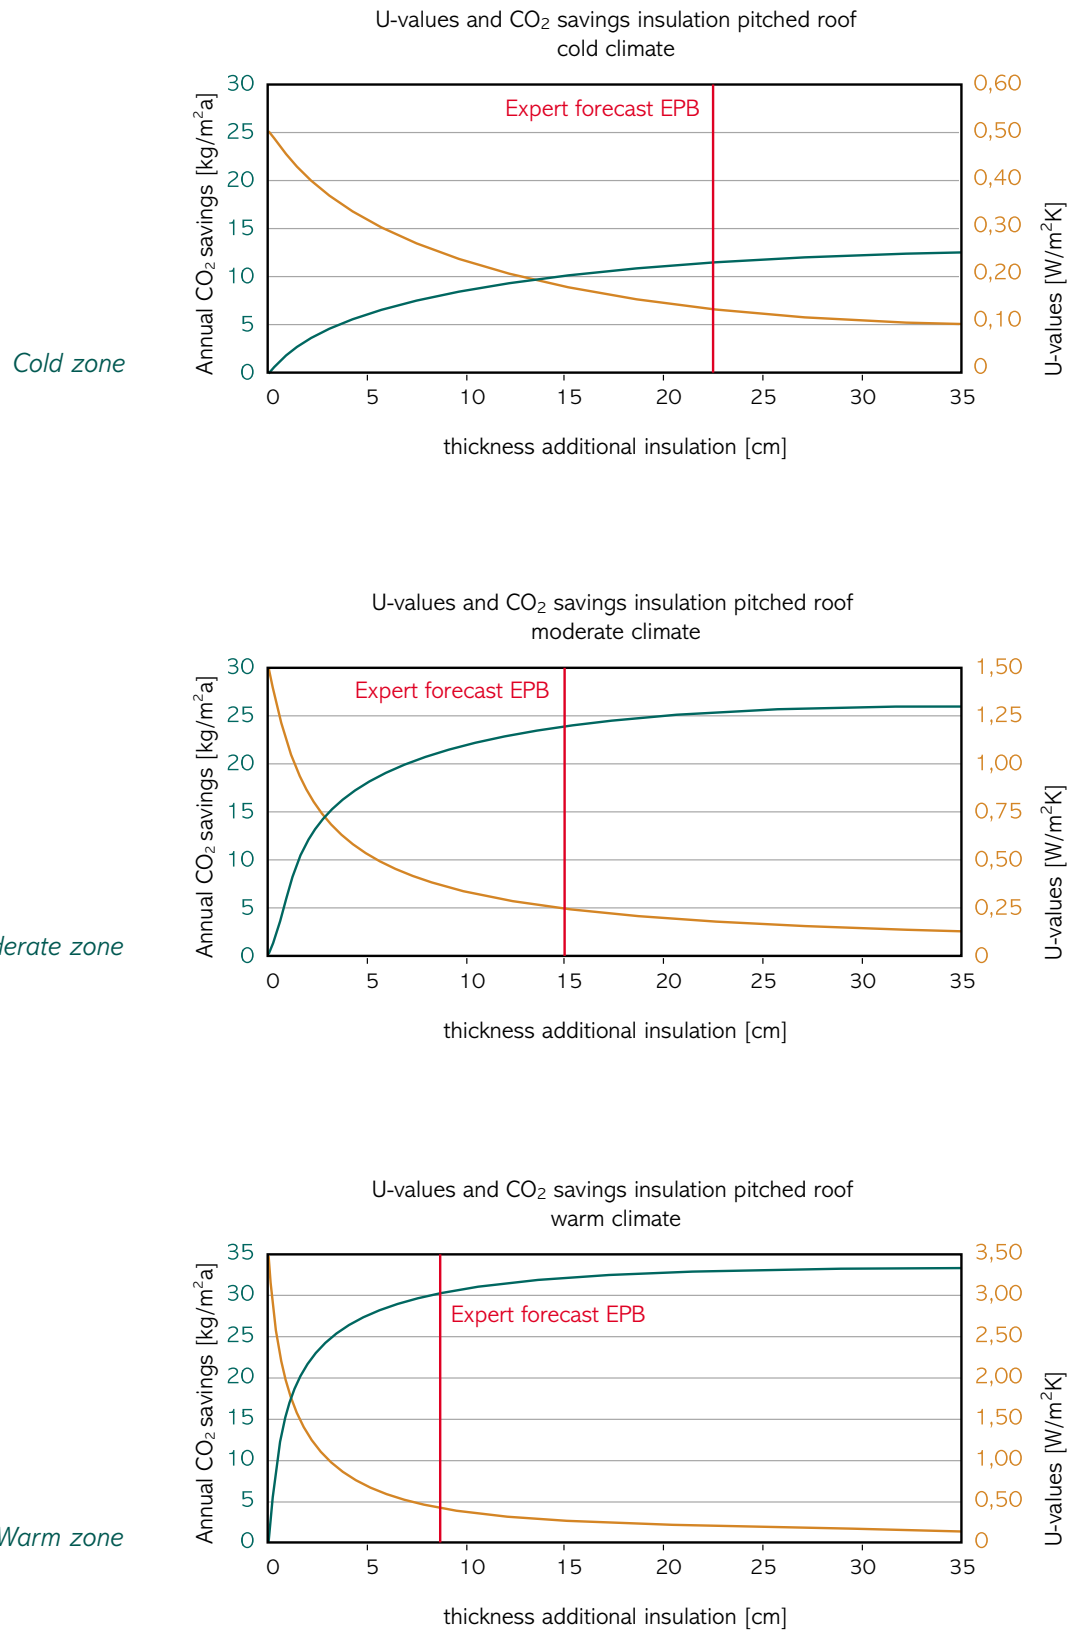 U-values and CO₂ savings insulation pitched roof
cold climate
30
25
20
15
10
5
0
Annual CO₂ savings [kg/m²a]
Expert forecast EPB
0,60
0,50
0,40
0,30
0,20
0,10
0
U-values [W/m²K]
0 5 10 15 20 25 30 35
thickness additional insulation [cm]
Cold zone
U-values and CO₂ savings insulation pitched roof
moderate climate
30
25
20
15
10
5
0
Annual CO₂ savings [kg/m²a]
Expert forecast EPB
1,50
1,25
1,00
0,75
0,50
0,25
0
U-values [W/m²K]
0 5 10 15 20 25 30 35
thickness additional insulation [cm]
derate zone
U-values and CO₂ savings insulation pitched roof
warm climate
35
30
25
20
15
10
5
0
Annual CO₂ savings [kg/m²a]
Expert forecast EPB
3,50
3,00
2,50
2,00
1,50
1,00
0,50
0
U-values [W/m²K]
0 5 10 15 20 25 30 35
thickness additional insulation [cm]
Warm zone